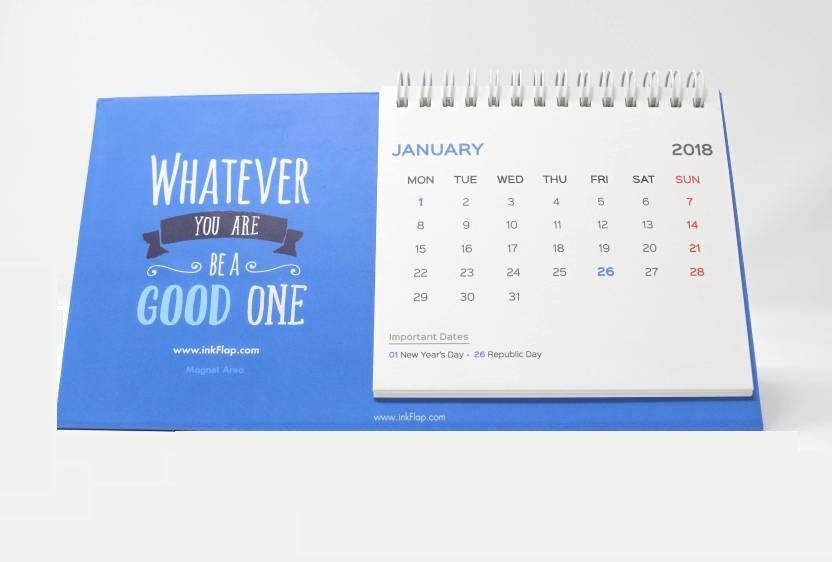 WHATEVER
YOU ARE
BE A
GOOD ONE
www.inkFlap.com
Magnet Area
JANUARY 2018
MON TUE WED THU FRI SAT SUN
1 2 3 4 5 6 7
8 9 10 11 12 13 14
15 16 17 18 19 20 21
22 23 24 25 26 27 28
29 30 31
Important Dates
01 New Year's Day - 26 Republic Day
www.inkFlap.com